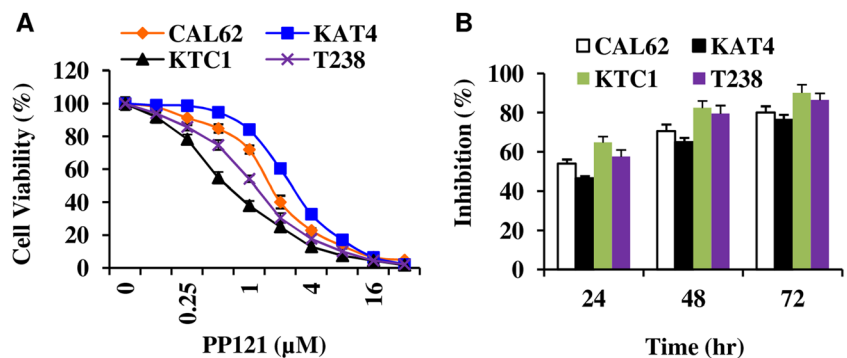 A
CAL62 KAT4
KTC1 T238
Cell Viability (%)
120
100
80
60
40
20
0
0 0.25 1 4 16
PP121 (µM)
B
CAL62 KAT4
KTC1 T238
Inhibition (%)
100
80
60
40
20
0
24 48 72
Time (hr)